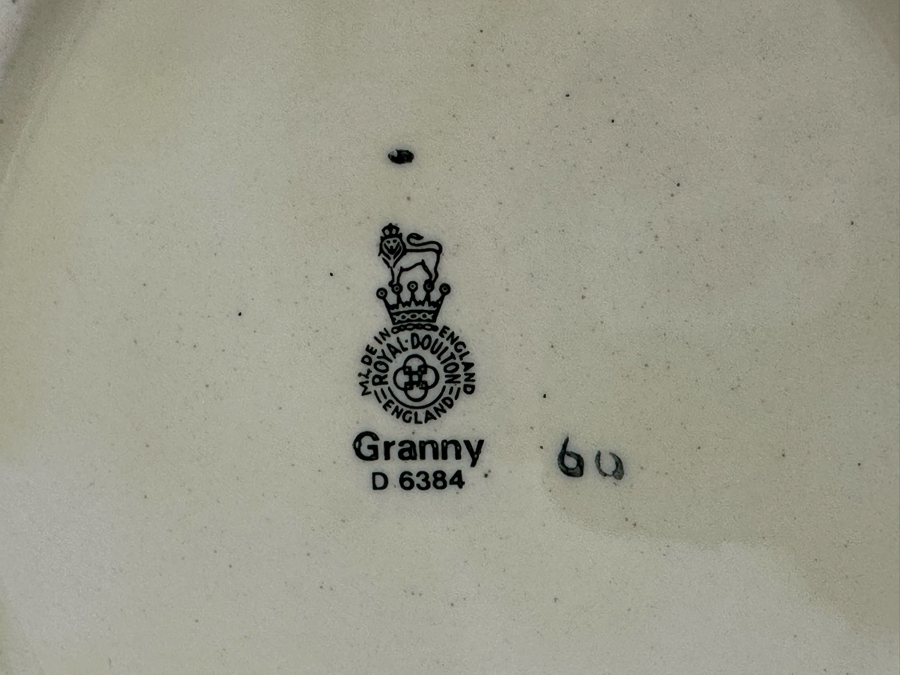 MADE IN ENGLAND
ROYAL·DOULTON
ENGLAND
Granny
D 6384
60